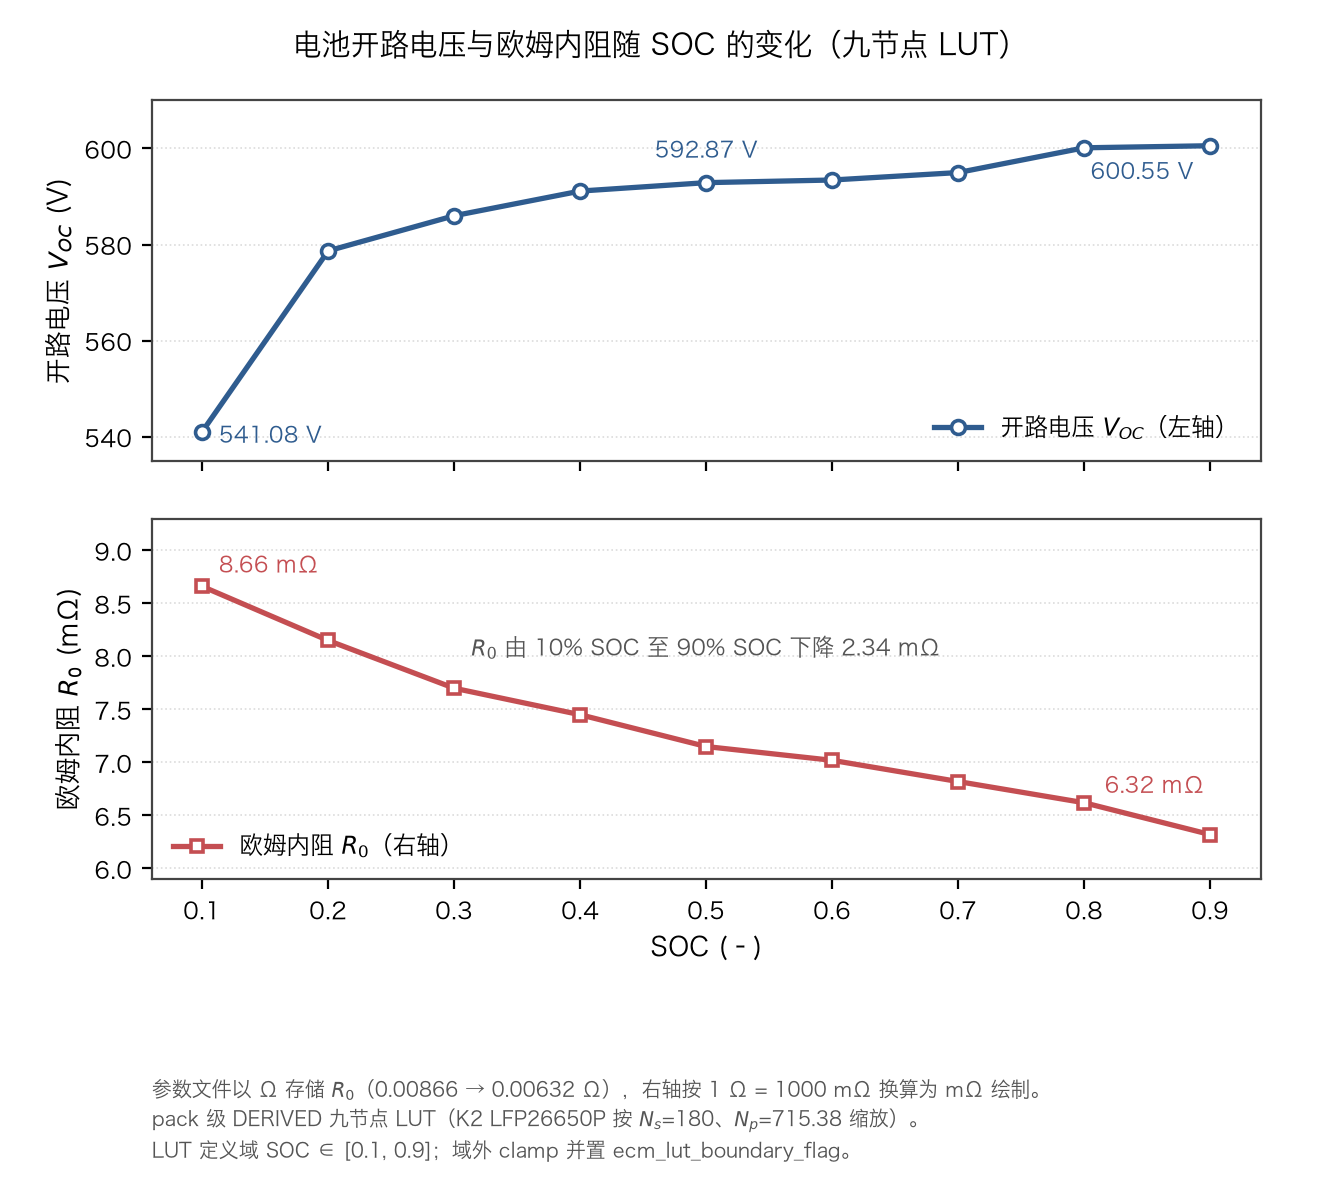 电池开路电压与欧姆内阻随 SOC 的变化（九节点 LUT）
开路电压 Voc (V)
600
580
560
540
592.87 V
600.55 V
541.08 V
开路电压 VOC（左轴）
欧姆内阻 R0 (mΩ)
9.0
8.5
8.0
7.5
7.0
6.5
6.0
8.66 mΩ
R0 由 10% SOC 至 90% SOC 下降 2.34 mΩ
6.32 mΩ
欧姆内阻 R0（右轴）
0.1 0.2 0.3 0.4 0.5 0.6 0.7 0.8 0.9
SOC ( - )
参数文件以 Ω 存储 R0（0.00866 → 0.00632 Ω），右轴按 1 Ω = 1000 mΩ 换算为 mΩ 绘制。
pack 级 DERIVED 九节点 LUT（K2 LFP26650P 按 Ns=180、Np=715.38 缩放）。
LUT 定义域 SOC ∈ [0.1, 0.9]；域外 clamp 并置 ecm_lut_boundary_flag。